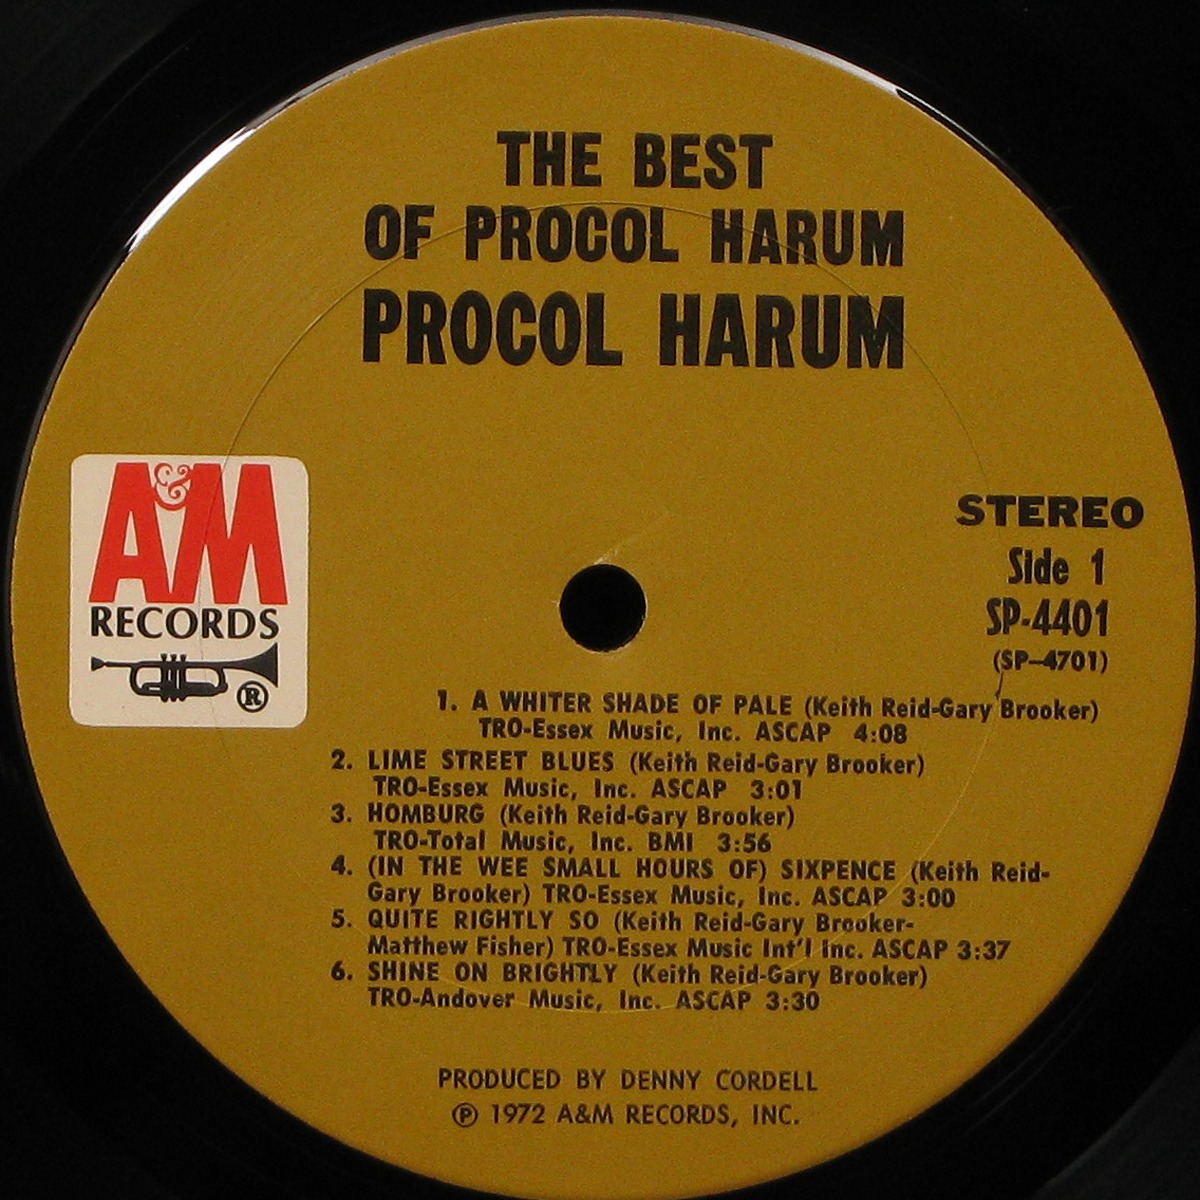 THE BEST
OF PROCOL HARUM
PROCOL HARUM
A&M
RECORDS
®
STEREO
Side 1
SP-4401
(SP-4701)
1. A WHITER SHADE OF PALE (Keith Reid-Gary Brooker)
TRO-Essex Music, Inc. ASCAP 4:08
2. LIME STREET BLUES (Keith Reid-Gary Brooker)
TRO-Essex Music, Inc. ASCAP 3:01
3. HOMBURG (Keith Reid-Gary Brooker)
TRO-Total Music, Inc. BMI 3:56
4. (IN THE WEE SMALL HOURS OF) SIXPENCE (Keith Reid-
Gary Brooker) TRO-Essex Music, Inc. ASCAP 3:00
5. QUITE RIGHTLY SO (Keith Reid-Gary Brooker-
Matthew Fisher) TRO-Essex Music Int'l Inc. ASCAP 3:37
6. SHINE ON BRIGHTLY (Keith Reid-Gary Brooker)
TRO-Andover Music, Inc. ASCAP 3:30
PRODUCED BY DENNY CORDELL
℗ 1972 A&M RECORDS, INC.